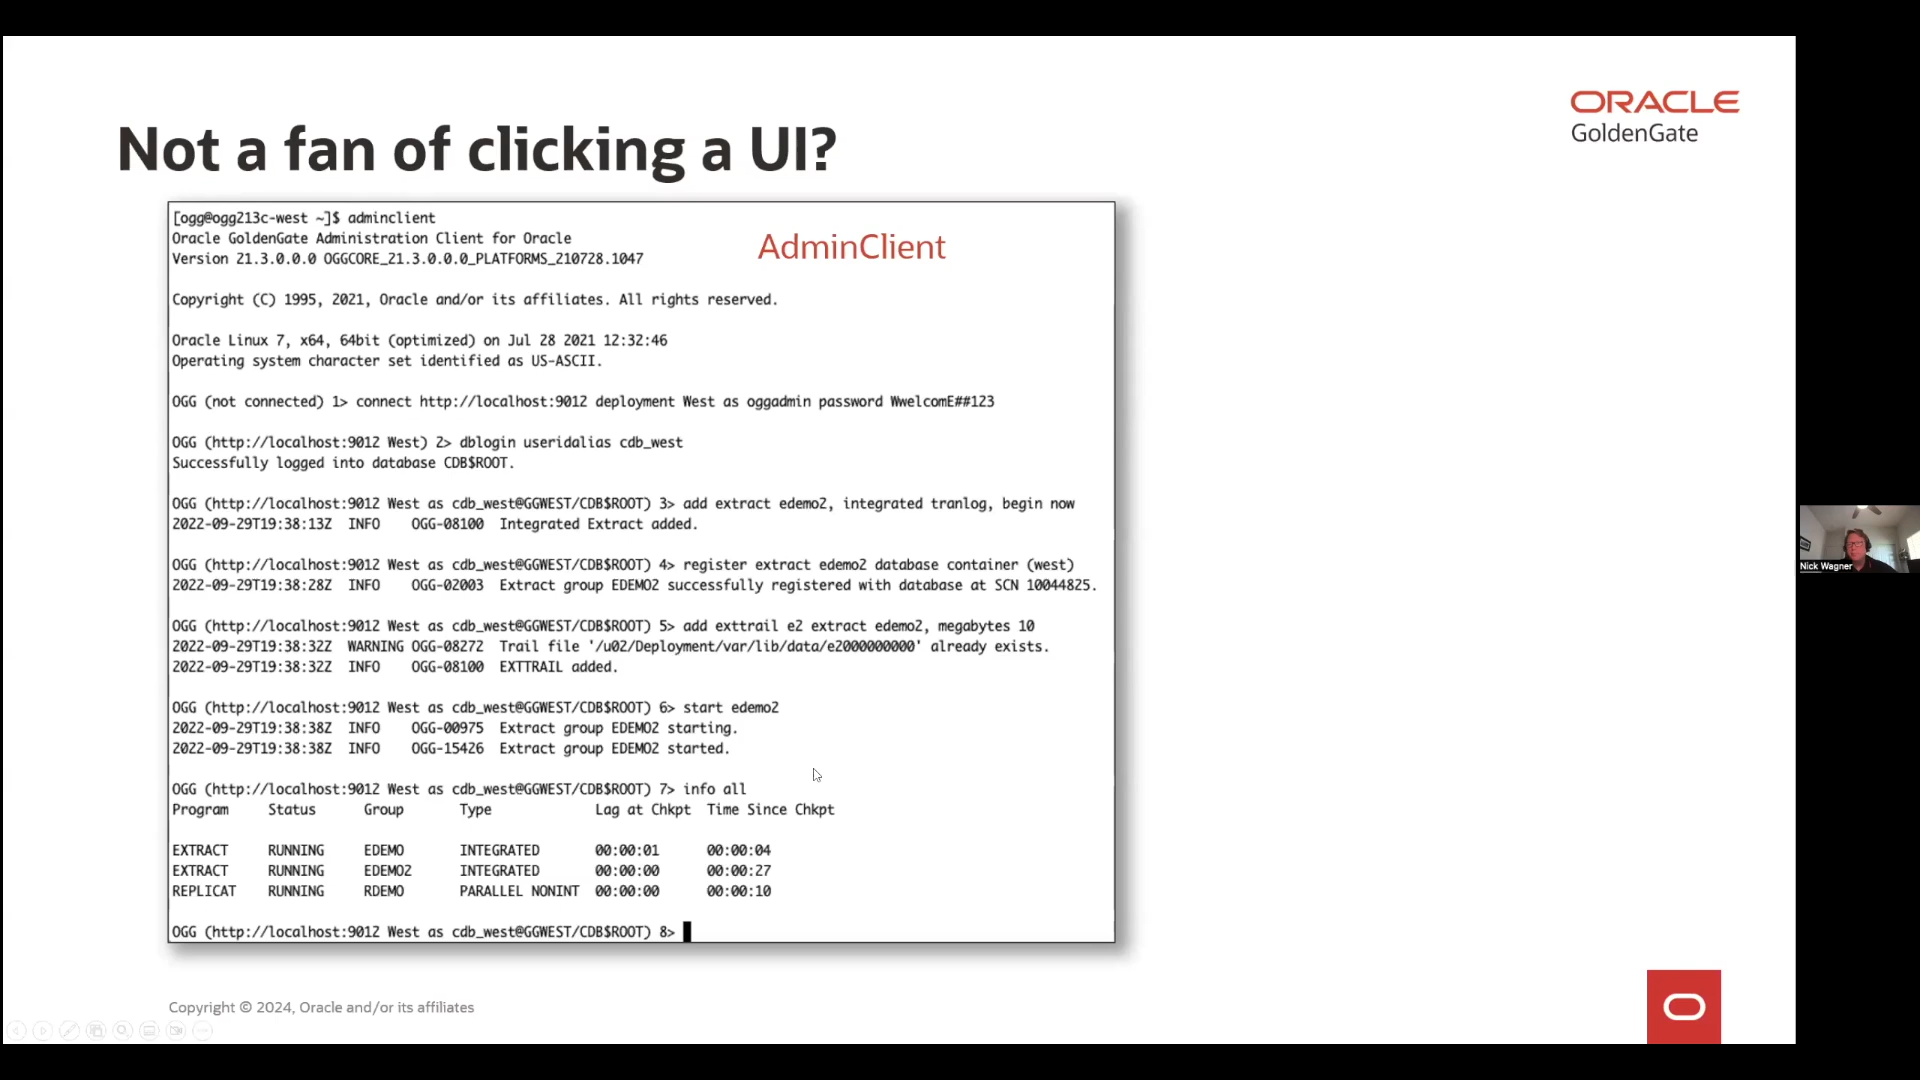 ORACLE
GoldenGate
Not a fan of clicking a UI?
[ogg@ogg213c-west ~]$ adminclient
Oracle GoldenGate Administration Client for Oracle
Version 21.3.0.0.0 OGGCORE_21.3.0.0.0_PLATFORMS_210728.1047
AdminClient
Copyright (C) 1995, 2021, Oracle and/or its affiliates. All rights reserved.
Oracle Linux 7, x64, 64bit (optimized) on Jul 28 2021 12:32:46
Operating system character set identified as US-ASCII.
OGG (not connected) 1> connect http://localhost:9012 deployment West as oggadmin password WwelcomE##123
OGG (http://localhost:9012 West) 2> dblogin useridalias cdb_west
Successfully logged into database CDB$ROOT.
OGG (http://localhost:9012 West as cdb_west@GGWEST/CDB$ROOT) 3> add extract edemo2, integrated tranlog, begin now
2022-09-29T19:38:13Z  INFO    OGG-08100  Integrated Extract added.
OGG (http://localhost:9012 West as cdb_west@GGWEST/CDB$ROOT) 4> register extract edemo2 database container (west)
2022-09-29T19:38:28Z  INFO    OGG-02003  Extract group EDEMO2 successfully registered with database at SCN 10044825.
OGG (http://localhost:9012 West as cdb_west@GGWEST/CDB$ROOT) 5> add exttrail e2 extract edemo2, megabytes 10
2022-09-29T19:38:32Z  WARNING OGG-08272  Trail file '/u02/Deployment/var/lib/data/e2000000000' already exists.
2022-09-29T19:38:32Z  INFO    OGG-08100  EXTTRAIL added.
OGG (http://localhost:9012 West as cdb_west@GGWEST/CDB$ROOT) 6> start edemo2
2022-09-29T19:38:38Z  INFO    OGG-00975  Extract group EDEMO2 starting.
2022-09-29T19:38:38Z  INFO    OGG-15426  Extract group EDEMO2 started.
OGG (http://localhost:9012 West as cdb_west@GGWEST/CDB$ROOT) 7> info all
Program     Status      Group       Type             Lag at Chkpt  Time Since Chkpt
EXTRACT     RUNNING     EDEMO       INTEGRATED       00:00:01      00:00:04
EXTRACT     RUNNING     EDEMO2      INTEGRATED       00:00:00      00:00:27
REPLICAT    RUNNING     RDEMO       PARALLEL NONINT  00:00:00      00:00:10
OGG (http://localhost:9012 West as cdb_west@GGWEST/CDB$ROOT) 8>
Nick Wagner
Copyright © 2024, Oracle and/or its affiliates